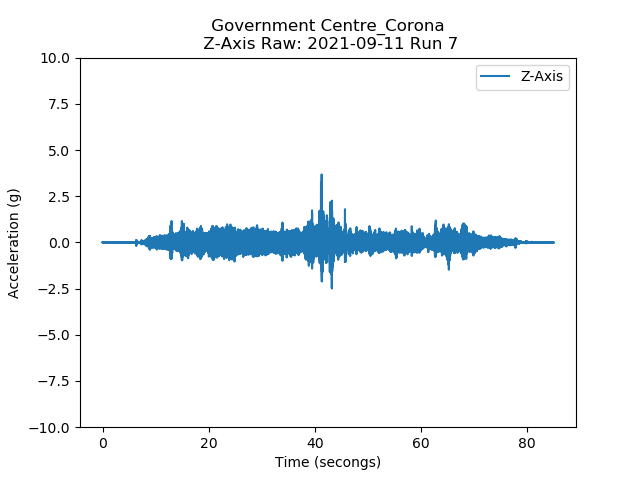 Government Centre_Corona
Z-Axis Raw: 2021-09-11 Run 7
Z-Axis
Acceleration (g)
10.0
7.5
5.0
2.5
0.0
−2.5
−5.0
−7.5
−10.0
0 20 40 60 80
Time (secongs)